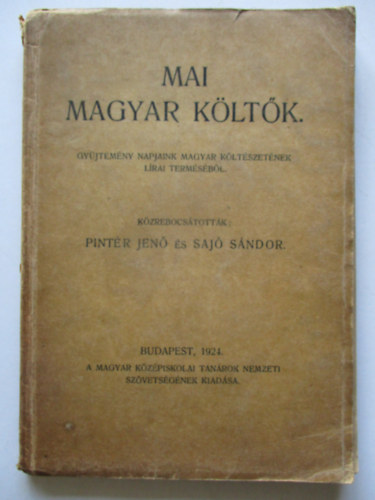 MAI
MAGYAR KÖLTŐK.
GYÜJTEMÉNY NAPJAINK MAGYAR KÖLTÉSZETÉNEK
LÍRAI TERMÉSÉBŐL.
KÖZREBOCSÁTOTTÁK:
PINTÉR JENŐ ÉS SAJÓ SÁNDOR.
BUDAPEST, 1924.
A MAGYAR KÖZÉPISKOLAI TANÁROK NEMZETI
SZÖVETSÉGÉNEK KIADÁSA.